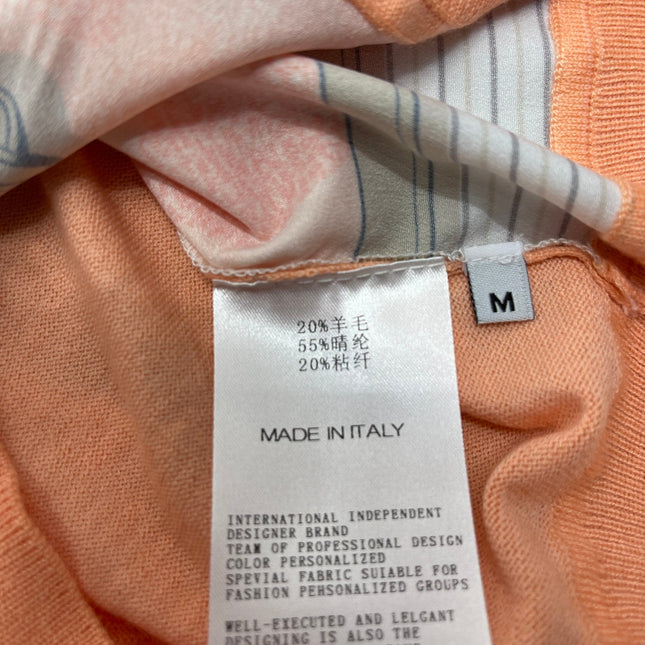 M
20%羊毛
55%晴纶
20%粘纤
MADE IN ITALY
INTERNATIONAL INDEPENDENT
DESIGNER BRAND
TEAM OF PROFESSIONAL DESIGN
COLOR PERSONALIZED
SPEVIAL FABRIC SUIABLE FOR
FASHION PEHSONALIZED GROUPS
WELL-EXECUTED AND LELGANT
DESIGNING IS ALSO THE